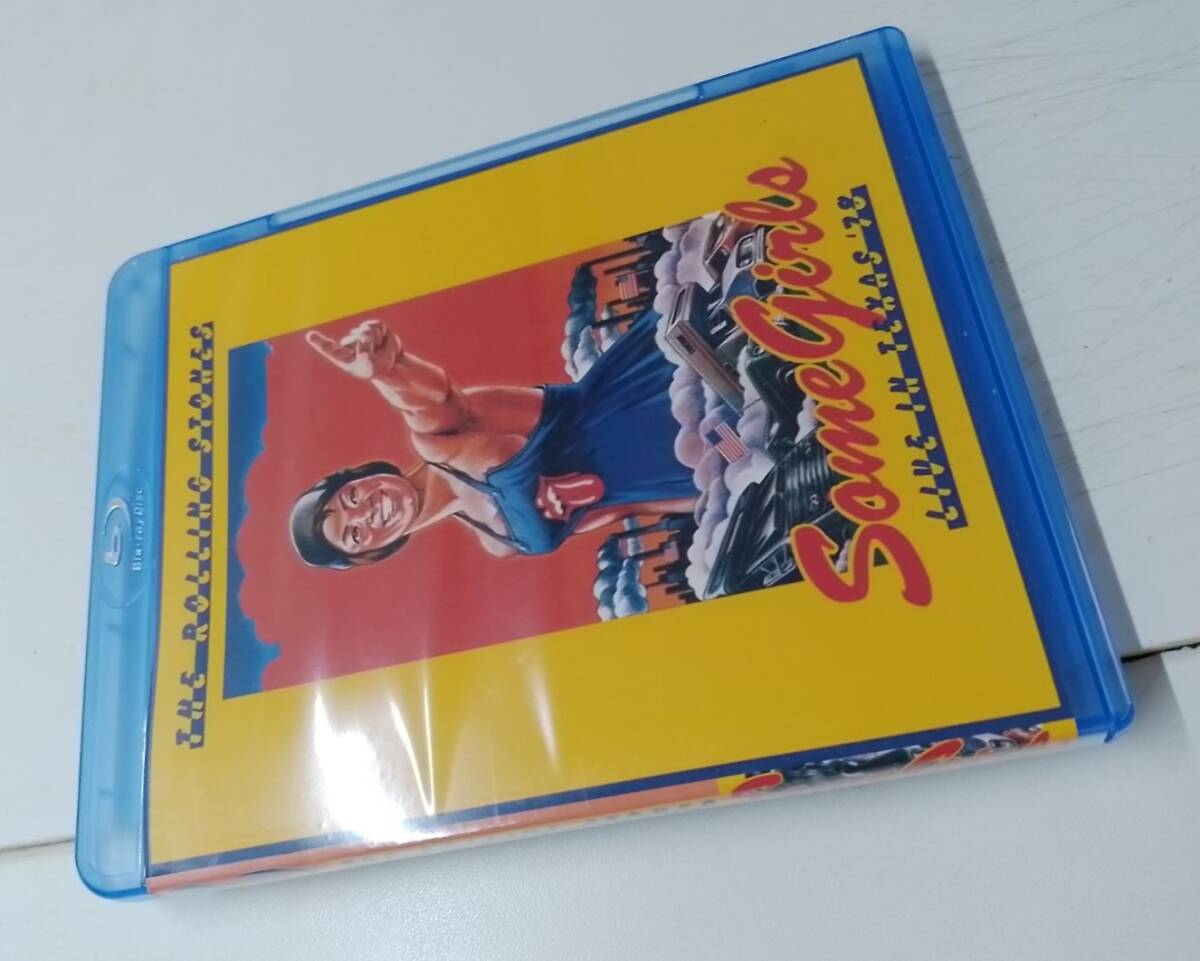 Blu-ray Disc
THE ROLLING STONES
Some Girls
LIVE IN TEXAS '78